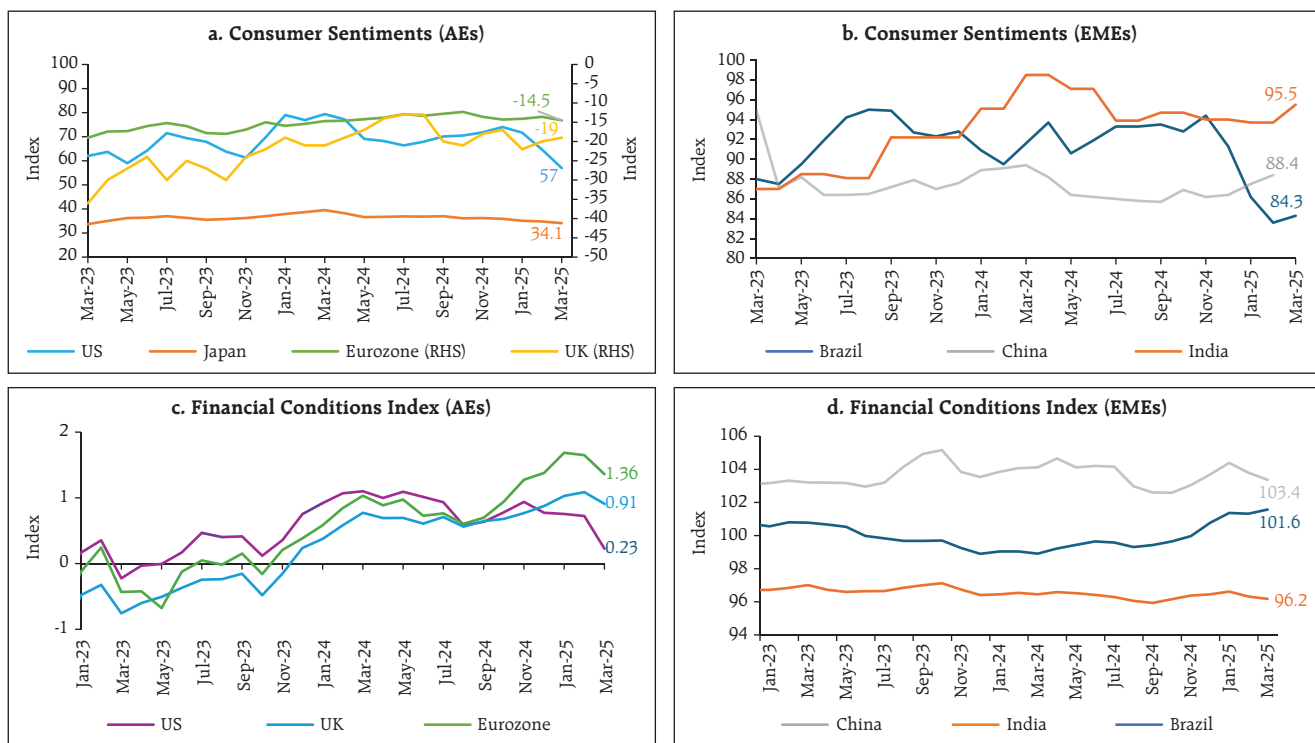 a. Consumer Sentiments (AEs)
100
90
80
70
60
50
40
30
20
Index
0
-5
-10
-15
-20
-25
-30
-35
-40
-45
-50
Index
-14.5
-19
57
34.1
Mar-23
May-23
Jul-23
Sep-23
Nov-23
Jan-24
Mar-24
May-24
Jul-24
Sep-24
Nov-24
Jan-25
Mar-25
US Japan Eurozone (RHS) UK (RHS)
b. Consumer Sentiments (EMEs)
100
98
96
94
92
90
88
86
84
82
80
Index
95.5
88.4
84.3
Mar-23
May-23
Jul-23
Sep-23
Nov-23
Jan-24
Mar-24
May-24
Jul-24
Sep-24
Nov-24
Jan-25
Mar-25
Brazil China India
c. Financial Conditions Index (AEs)
2
1
0
-1
Index
1.36
0.91
0.23
Jan-23
Mar-23
May-23
Jul-23
Sep-23
Nov-23
Jan-24
Mar-24
May-24
Jul-24
Sep-24
Nov-24
Jan-25
Mar-25
US UK Eurozone
d. Financial Conditions Index (EMEs)
106
104
102
100
98
96
94
Index
103.4
101.6
96.2
Jan-23
Mar-23
May-23
Jul-23
Sep-23
Nov-23
Jan-24
Mar-24
May-24
Jul-24
Sep-24
Nov-24
Jan-25
Mar-25
China India Brazil